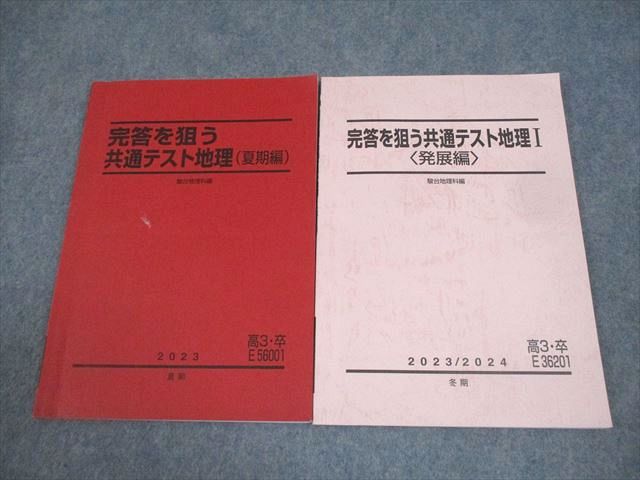 完答を狙う
共通テスト地理(夏期編)
駿台地理科編
高3・卒
2023
E56001
夏期
完答を狙う共通テスト地理Ⅰ
〈発展編〉
駿台地理科編
高3・卒
2023/2024
E36201
冬期